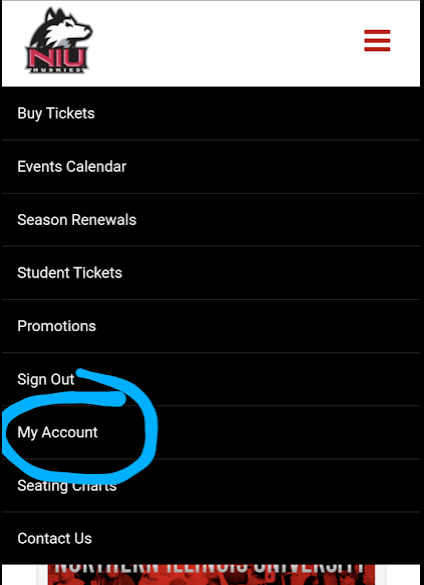 NIU
HUSKIES
Buy Tickets
Events Calendar
Season Renewals
Student Tickets
Promotions
Sign Out
My Account
Seating Charts
Contact Us
NORTHERN ILLINOIS UNIVERSITY